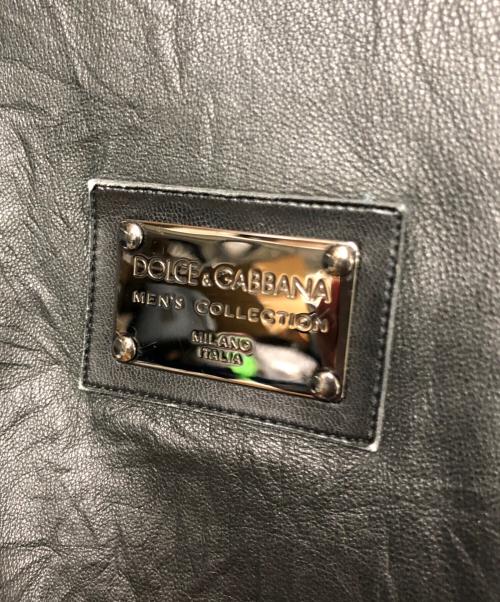 DOLCE & GABBANA
MEN'S COLLECTION
MILANO
ITALIA